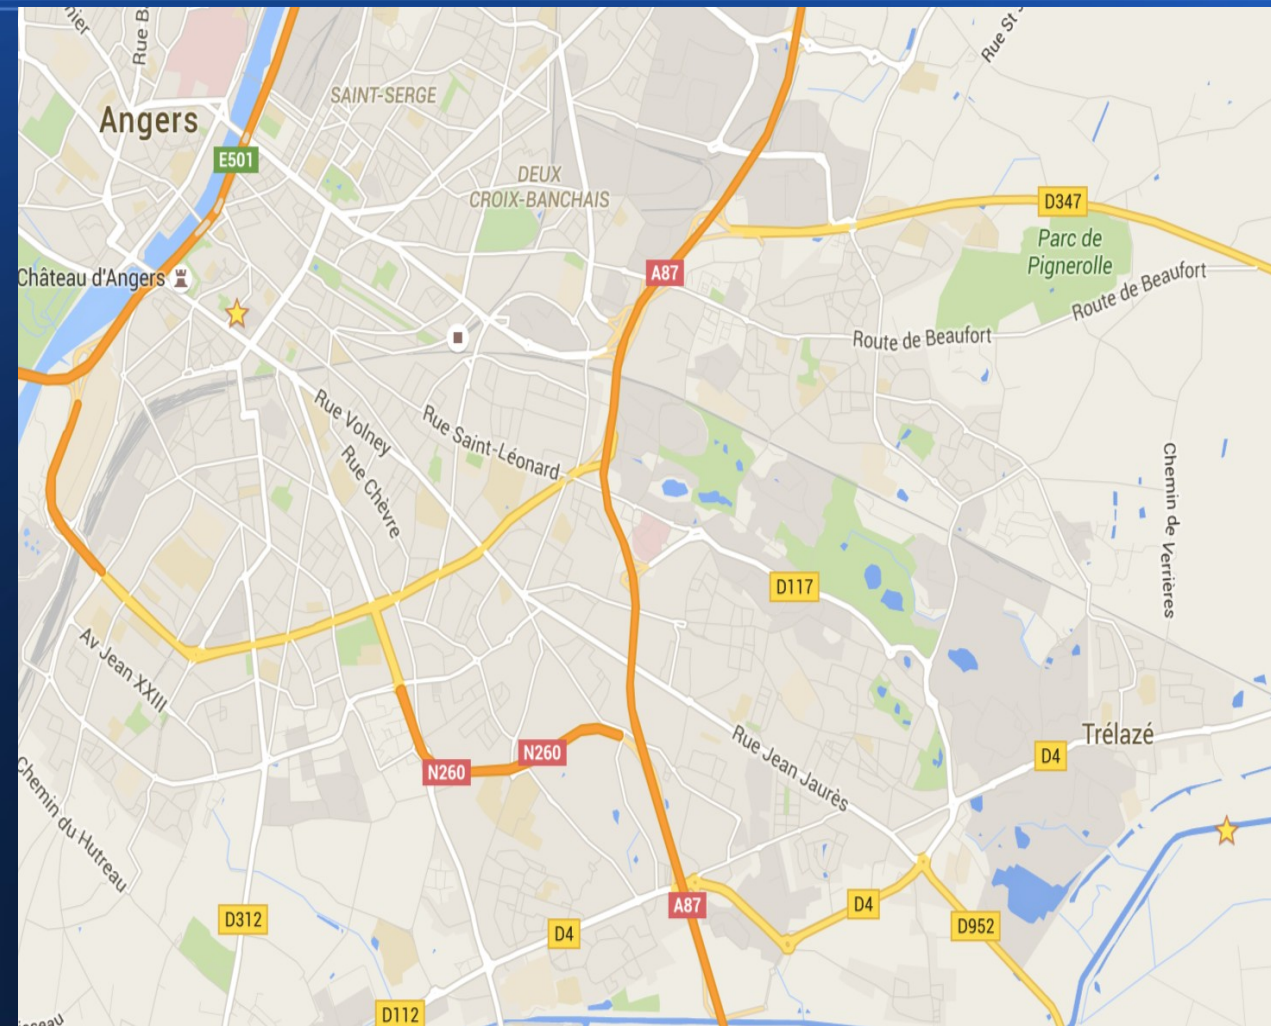 Rue B
SAINT-SERGE
Angers
E501
DEUX
CROIX-BANCHAIS
Rue St
D347
Parc de
Pignerolle
Château d'Angers
A87
Route de Beaufort
Route de Beaufort
Rue Volney
Rue Saint-Léonard
Rue Chèvre
Chemin de Verrières
D117
Av Jean XXIII
Rue Jean Jaurès
Trélazé
D4
N260
N260
Chemin du Hutreau
D312
D4
A87
D4
D952
D112